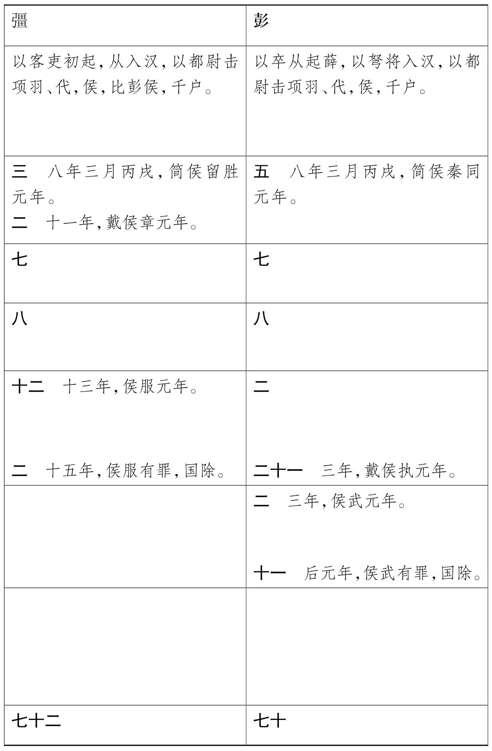 彊
彭
以客吏初起,从入汉,以都尉击
项羽、代,侯,比彭侯,千户。
以卒从起薛,以弩将入汉,以都
尉击项羽、代,侯,千户。
三 八年三月丙戌,简侯留胜
元年。
二 十一年,戴侯章元年。
五 八年三月丙戌,简侯秦同
元年。
七
七
八
八
十二 十三年,侯服元年。
二 十五年,侯服有罪,国除。
二
二十一 三年,戴侯执元年。
二 三年,侯武元年。
十一 后元年,侯武有罪,国除。
七十二
七十